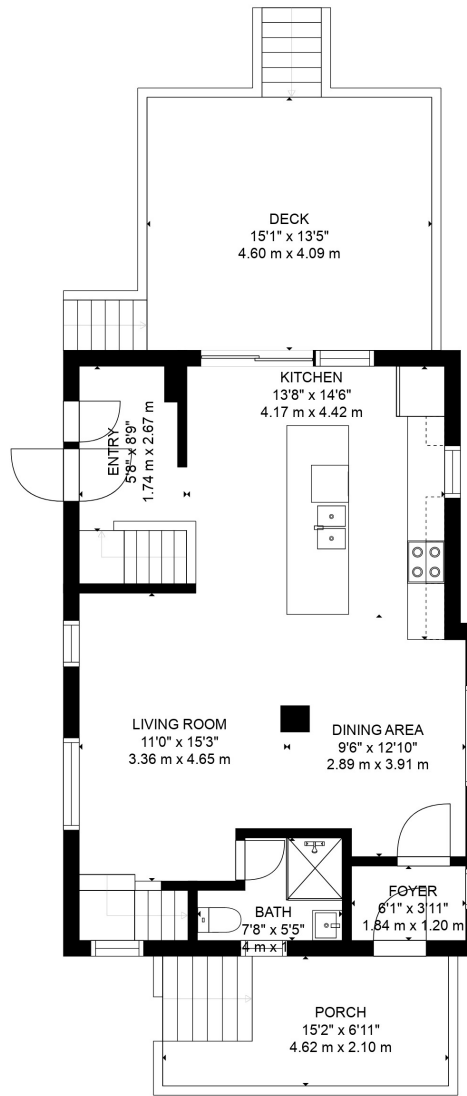 DECK
15'1" x 13'5"
4.60 m x 4.09 m
KITCHEN
13'8" x 14'6"
4.17 m x 4.42 m
ENTRY
5'8" x 8'9"
1.74 m x 2.67 m
LIVING ROOM
11'0" x 15'3"
3.36 m x 4.65 m
DINING AREA
9'6" x 12'10"
2.89 m x 3.91 m
FOYER
6'1" x 3'11"
1.84 m x 1.20 m
BATH
7'8" x 5'5"
4 m x 1
PORCH
15'2" x 6'11"
4.62 m x 2.10 m